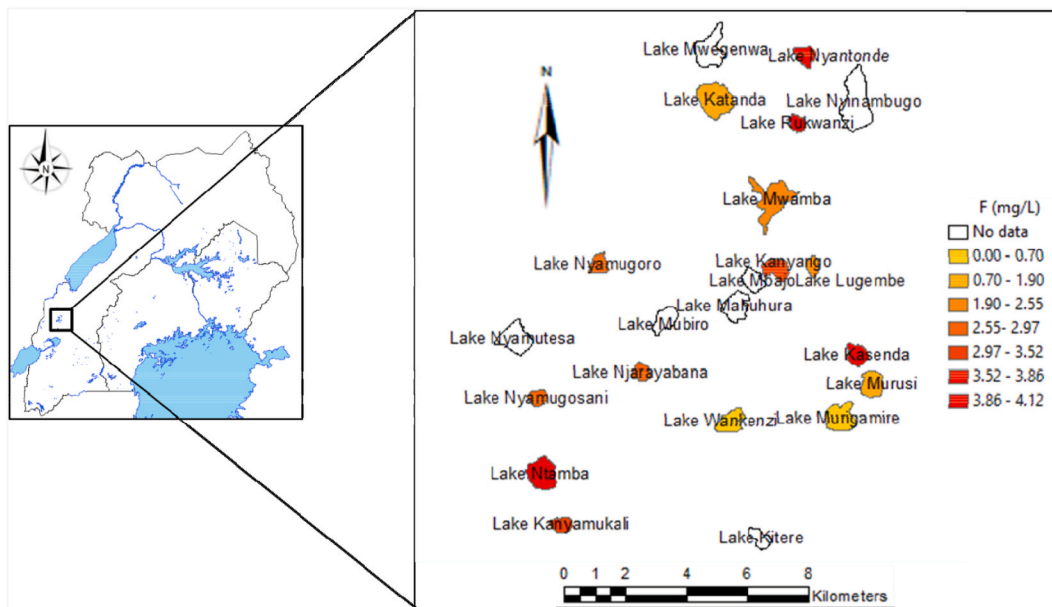 N
N
Lake Mwegenwa
Lake Nyantonde
Lake Katanda
Lake Nyinambugo
Lake Rukwanzi
Lake Mwamba
Lake Nyamugoro
Lake Kanyango
Lake Mbajo
Lake Lugembe
Lake Mahuhura
Lake Mubiro
Lake Nyamutesa
Lake Kasenda
Lake Njarayabana
Lake Murusi
Lake Nyamugosani
Lake Wankenzi
Lake Mungamire
Lake Ntamba
Lake Kanyamukali
Lake Kitere
F (mg/L)
No data
0.00 - 0.70
0.70 - 1.90
1.90 - 2.55
2.55- 2.97
2.97 - 3.52
3.52 - 3.86
3.86 - 4.12
0 1 2 4 6 8
Kilometers